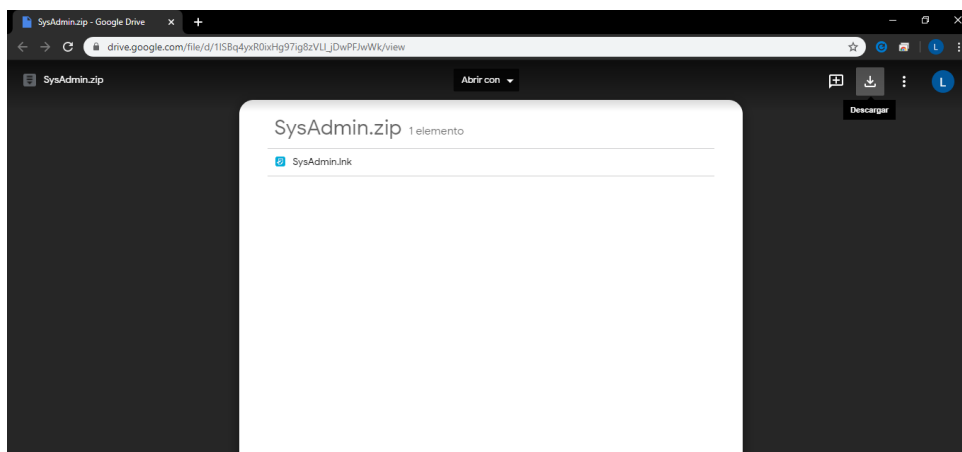 SysAdmin.zip - Google Drive
drive.google.com/file/d/1ISBq4yxR0ixHg97ig8zVLI_jDwPFJwWk/view
L
SysAdmin.zip
Abrir con
L
Descargar
SysAdmin.zip 1 elemento
SysAdmin.lnk